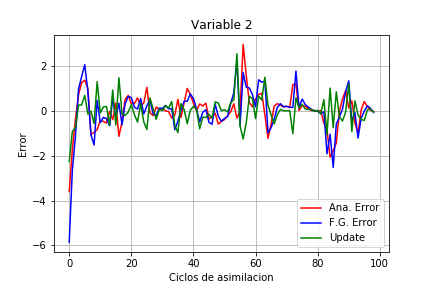 Variable 2
Error
2
0
−2
−4
−6
0
20
40
60
80
100
Ciclos de asimilacion
Ana. Error
F.G. Error
Update